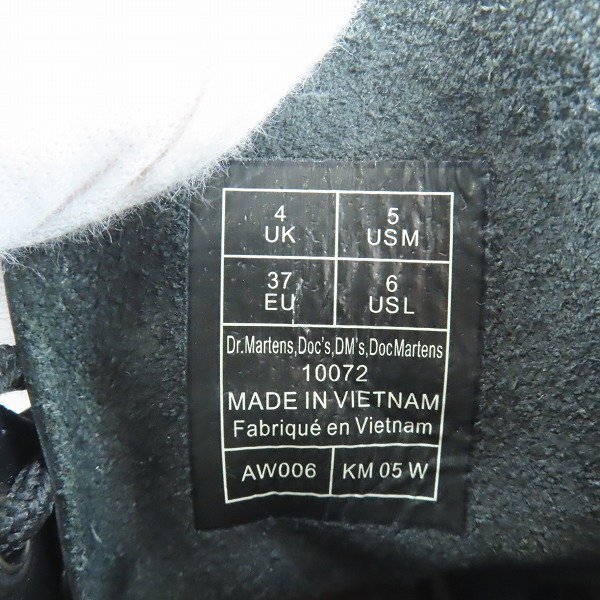 4 5
UK USM
37 6
EU USL
Dr.Martens,Doc's,DM's,DocMartens
10072
MADE IN VIETNAM
Fabriqué en Vietnam
AW006 KM 05 W